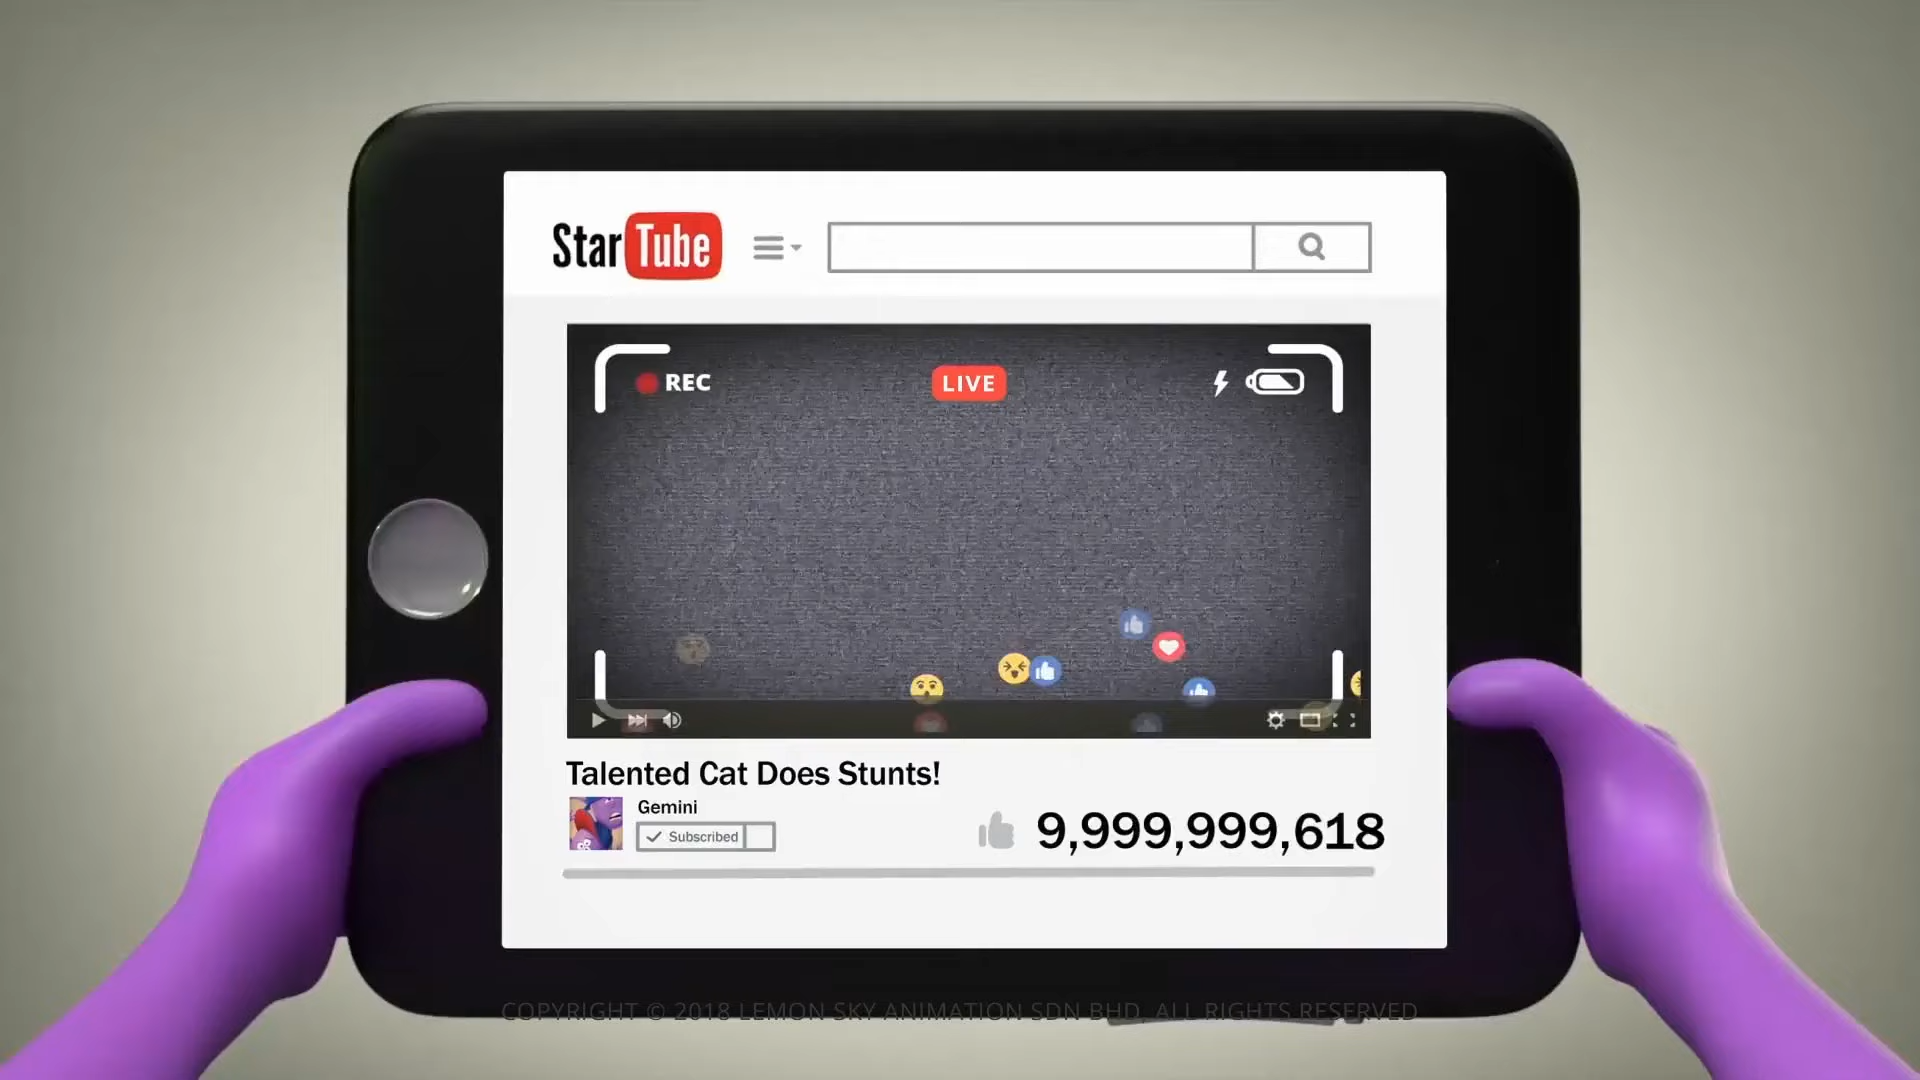 StarTube
REC
LIVE
Talented Cat Does Stunts!
Gemini
Subscribed
9,999,999,618
COPYRIGHT © 2018 LEMON SKY ANIMATION SDN BHD. ALL RIGHTS RESERVED